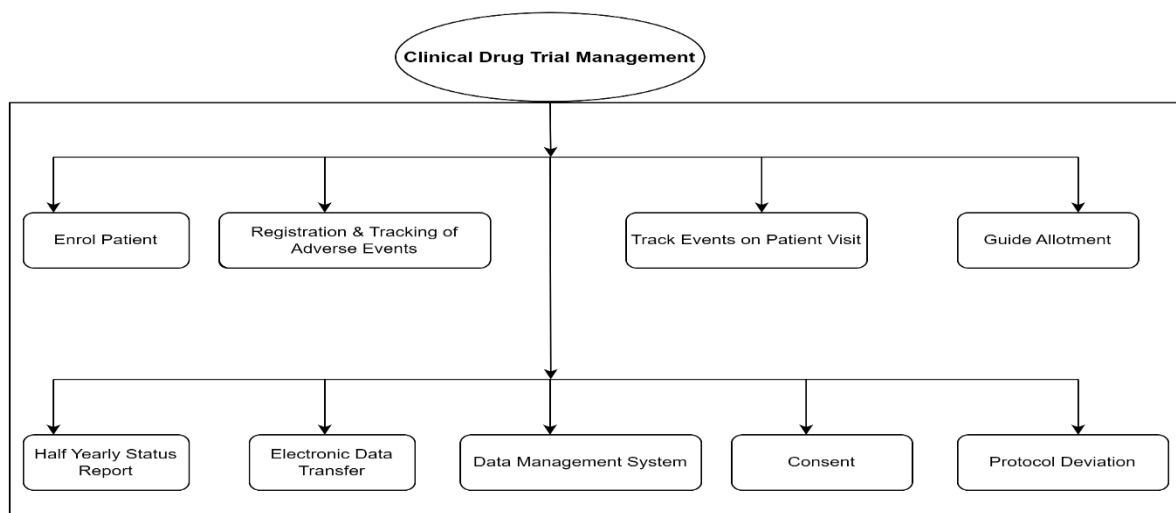 Clinical Drug Trial Management
Enrol Patient
Registration & Tracking of
Adverse Events
Track Events on Patient Visit
Guide Allotment
Half Yearly Status
Report
Electronic Data
Transfer
Data Management System
Consent
Protocol Deviation